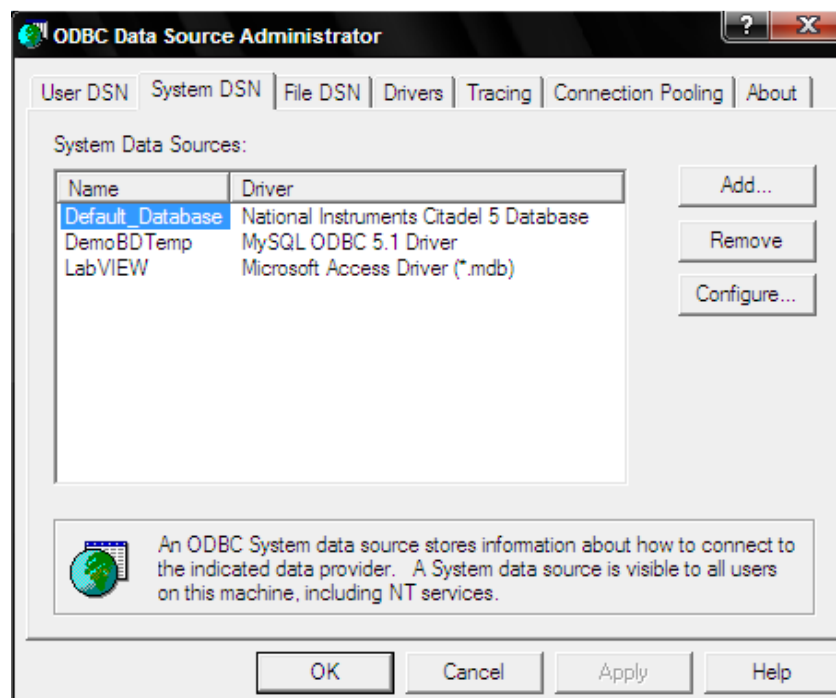 ODBC Data Source Administrator
?
User DSN System DSN File DSN Drivers Tracing Connection Pooling About
System Data Sources:
Name Driver
Default_Database National Instruments Citadel 5 Database
DemoBDTemp MySQL ODBC 5.1 Driver
LabVIEW Microsoft Access Driver (*.mdb)
Add...
Remove
Configure...
An ODBC System data source stores information about how to connect to
the indicated data provider. A System data source is visible to all users
on this machine, including NT services.
OK Cancel Apply Help